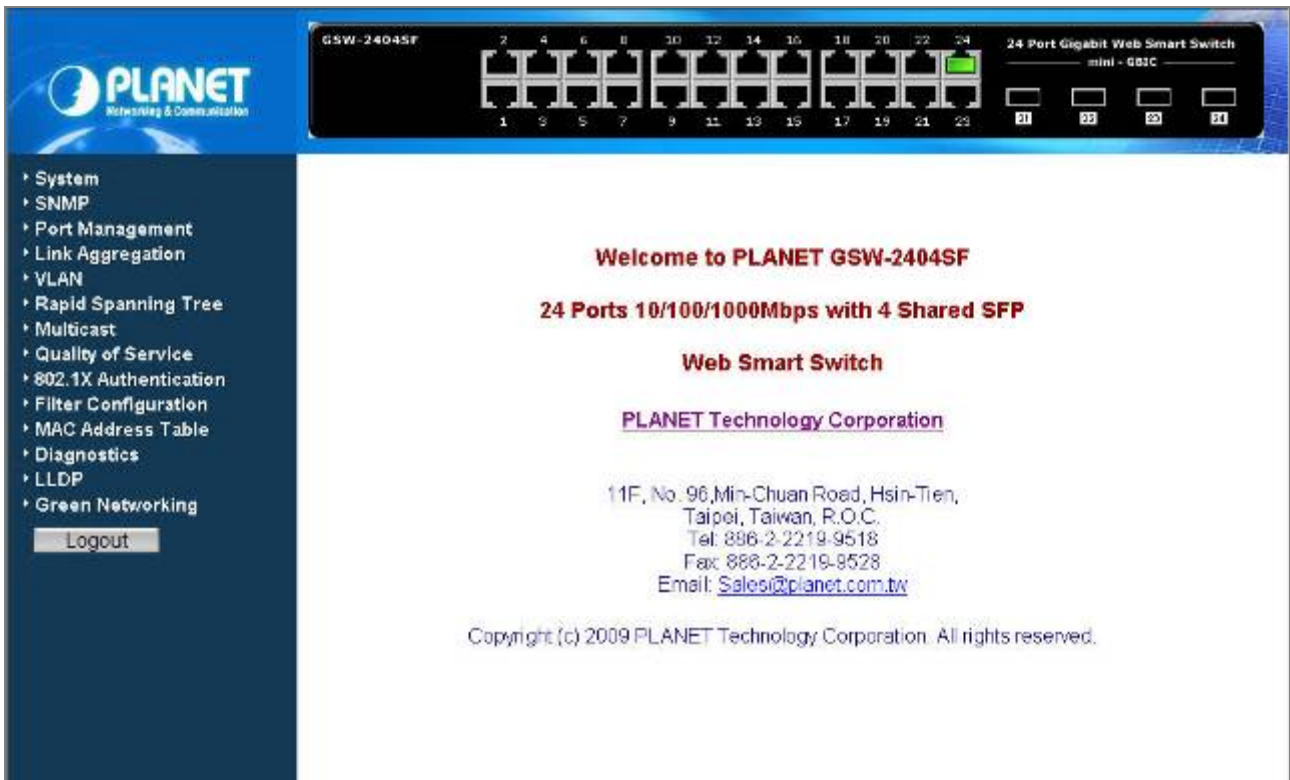 PLANET
Networking & Communication
GSW-2404SF
2 4 6 8 10 12 14 16 18 20 22 24
1 3 5 7 9 11 13 15 17 19 21 23
24 Port Gigabit Web Smart Switch
mini - GBIC
21 22 23 24
System
SNMP
Port Management
Link Aggregation
VLAN
Rapid Spanning Tree
Multicast
Quality of Service
802.1X Authentication
Filter Configuration
MAC Address Table
Diagnostics
LLDP
Green Networking
Logout
Welcome to PLANET GSW-2404SF
24 Ports 10/100/1000Mbps with 4 Shared SFP
Web Smart Switch
PLANET Technology Corporation
11F, No. 96,Min-Chuan Road, Hsin-Tien,
Taipei, Taiwan, R.O.C.
Tel: 886-2-2219-9518
Fax: 886-2-2219-9528
Email: Sales@planet.com.tw
Copyright (c) 2009 PLANET Technology Corporation. All rights reserved.